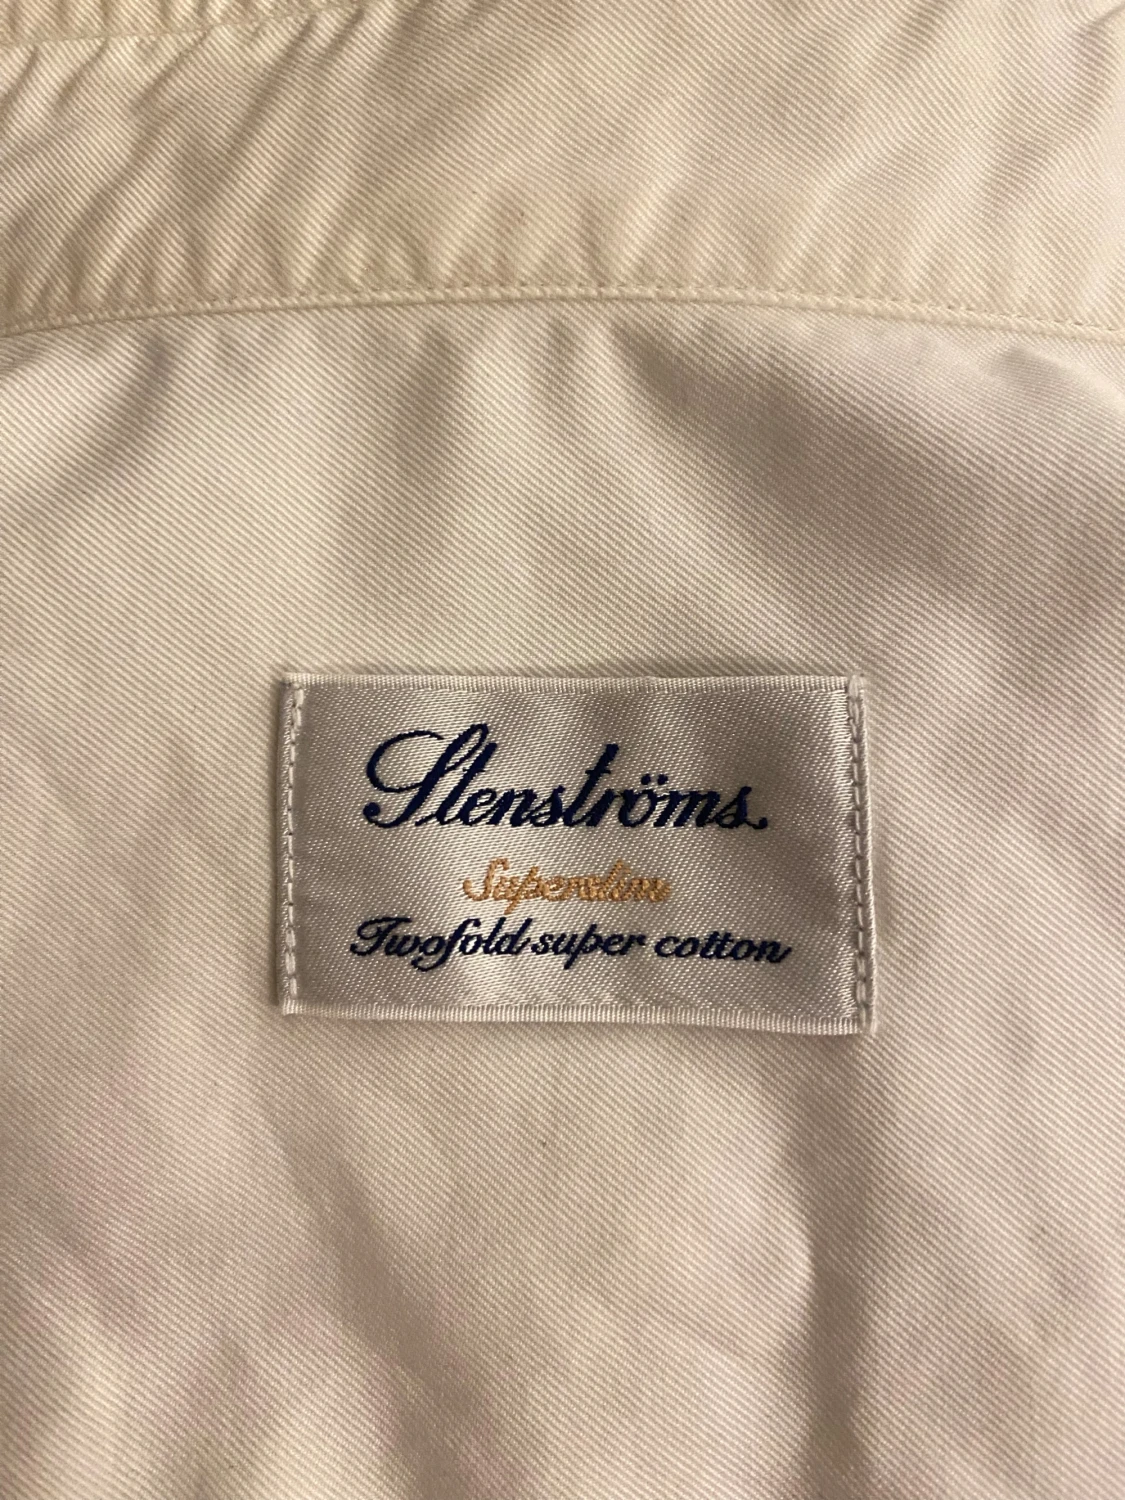 Stenströms.
Superslim
Twofold super cotton